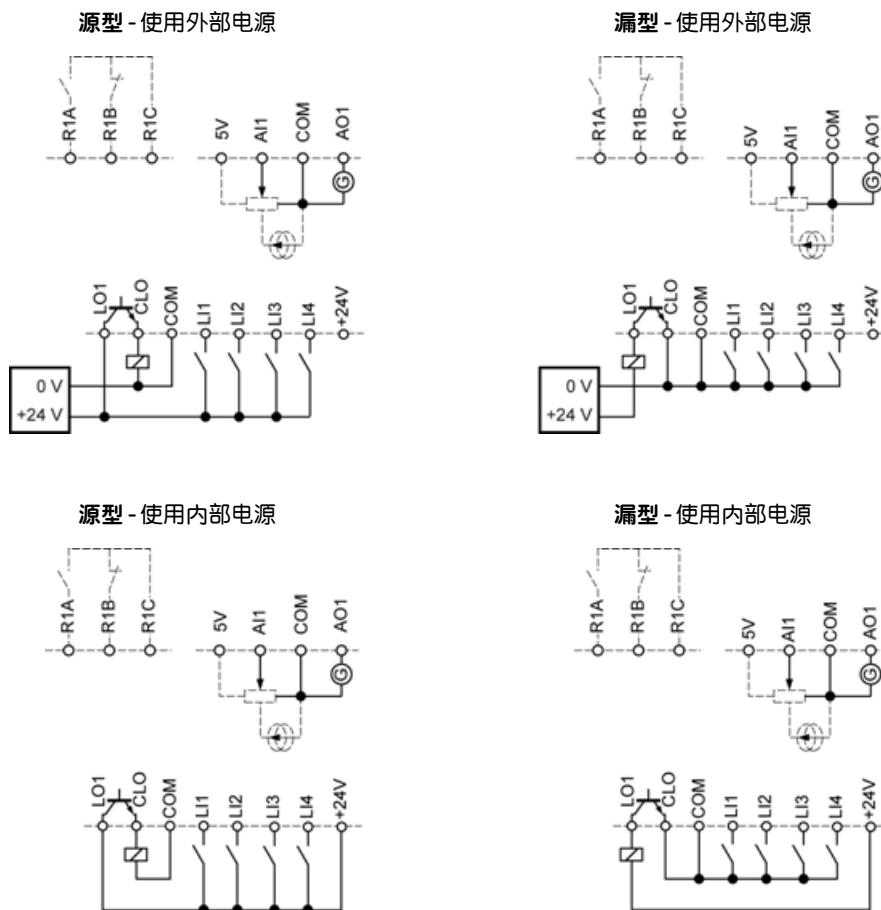 源型 - 使用外部电源
漏型 - 使用外部电源
R1A R1B R1C 5V AI1 COM AO1
R1A R1B R1C 5V AI1 COM AO1
G
G
LO1 CLO COM LI1 LI2 LI3 LI4 +24V
LO1 CLO COM LI1 LI2 LI3 LI4 +24V
0 V
+24 V
0 V
+24 V
源型 - 使用内部电源
漏型 - 使用内部电源
R1A R1B R1C 5V AI1 COM AO1
R1A R1B R1C 5V AI1 COM AO1
G
G
LO1 CLO COM LI1 LI2 LI3 LI4 +24V
LO1 CLO COM LI1 LI2 LI3 LI4 +24V